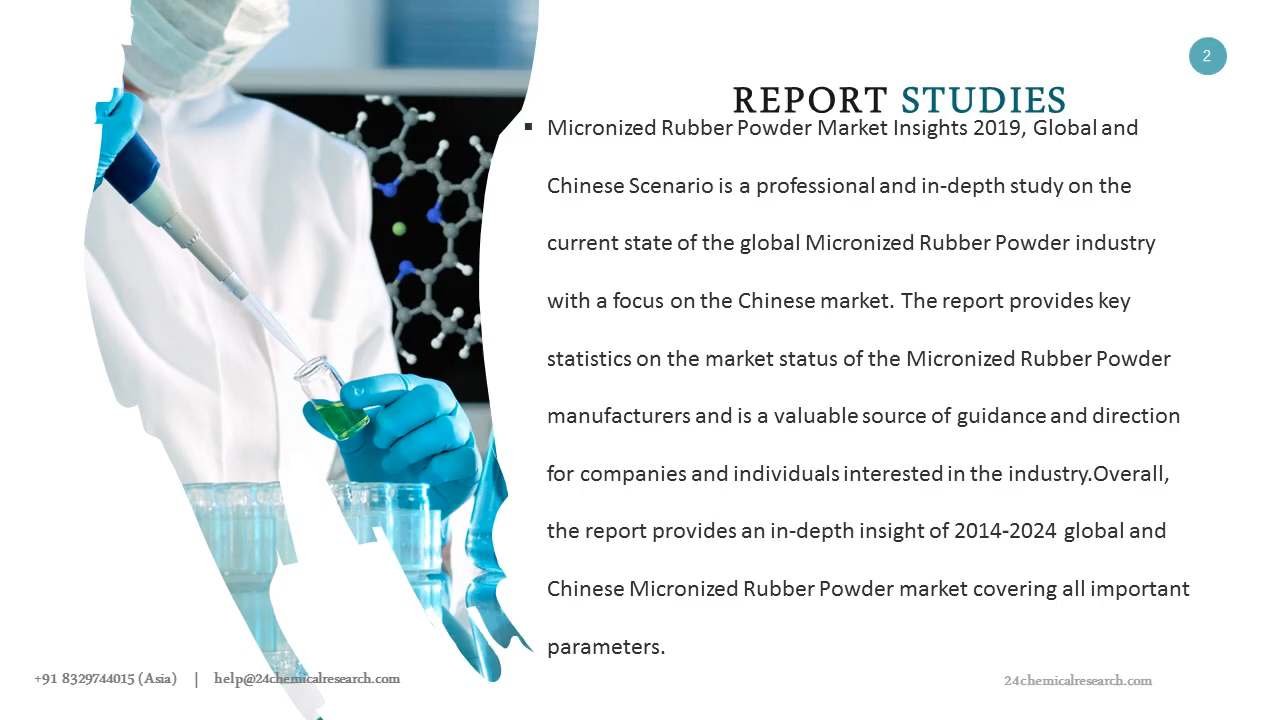 2
REPORT STUDIES
▪ Micronized Rubber Powder Market Insights 2019, Global and
Chinese Scenario is a professional and in-depth study on the
current state of the global Micronized Rubber Powder industry
with a focus on the Chinese market. The report provides key
statistics on the market status of the Micronized Rubber Powder
manufacturers and is a valuable source of guidance and direction
for companies and individuals interested in the industry.Overall,
the report provides an in-depth insight of 2014-2024 global and
Chinese Micronized Rubber Powder market covering all important
parameters.
+91 8329744015 (Asia) | help@24chemicalresearch.com
24chemicalresearch.com